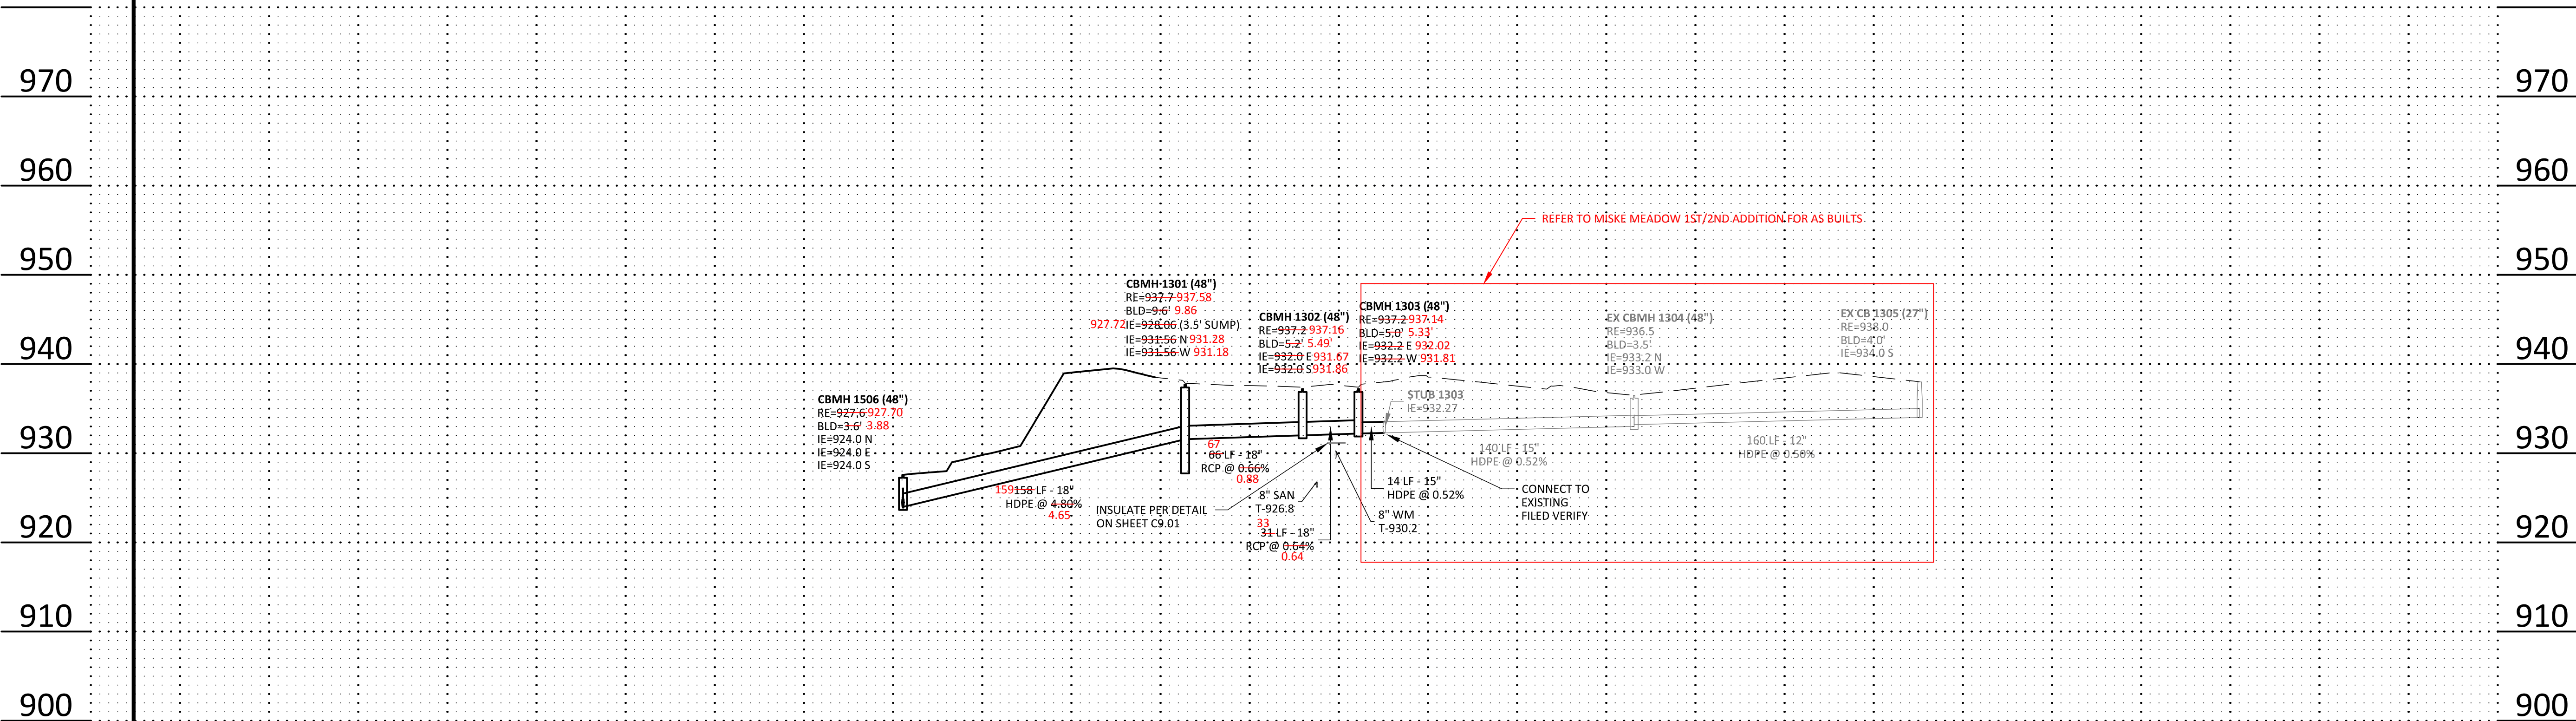 970
960
950
940
930
920
910
900
970
960
950
940
930
920
910
900
REFER TO MISKE MEADOW 1ST/2ND ADDITION FOR AS BUILTS
CBMH 1506 (48")
RE=927.6 927.70
BLD=3.6' 3.88
IE=924.0 N
IE=924.0 E
IE=924.0 S
159 158 LF - 18"
HDPE @ 4.80%
4.65
CBMH 1301 (48")
RE=937.7 937.58
BLD=9.6' 9.86
927.72 IE=928.06 (3.5' SUMP)
IE=931.56 N 931.28
IE=931.56 W 931.18
67
66 LF - 18"
RCP @ 0.66%
0.88
INSULATE PER DETAIL
ON SHEET C9.01
CBMH 1302 (48")
RE=937.2 937.16
BLD=5.2' 5.49'
IE=932.0 E 931.67
IE=932.0 S 931.86
8" SAN
T-926.8
33
31 LF - 18"
RCP @ 0.64%
0.64
CBMH 1303 (48")
RE=937.2 937.14
BLD=5.0' 5.33'
IE=932.2 E 932.02
IE=932.2 W 931.81
STUB 1303
IE=932.27
14 LF - 15"
HDPE @ 0.52%
8" WM
T-930.2
CONNECT TO
EXISTING
FILED VERIFY
140 LF - 15"
HDPE @ 0.52%
EX CBMH 1304 (48")
RE=936.5
BLD=3.5'
IE=933.2 N
IE=933.0 W
160 LF - 12"
HDPE @ 0.50%
EX CB 1305 (27")
RE=938.0
BLD=4.0'
IE=934.0 S